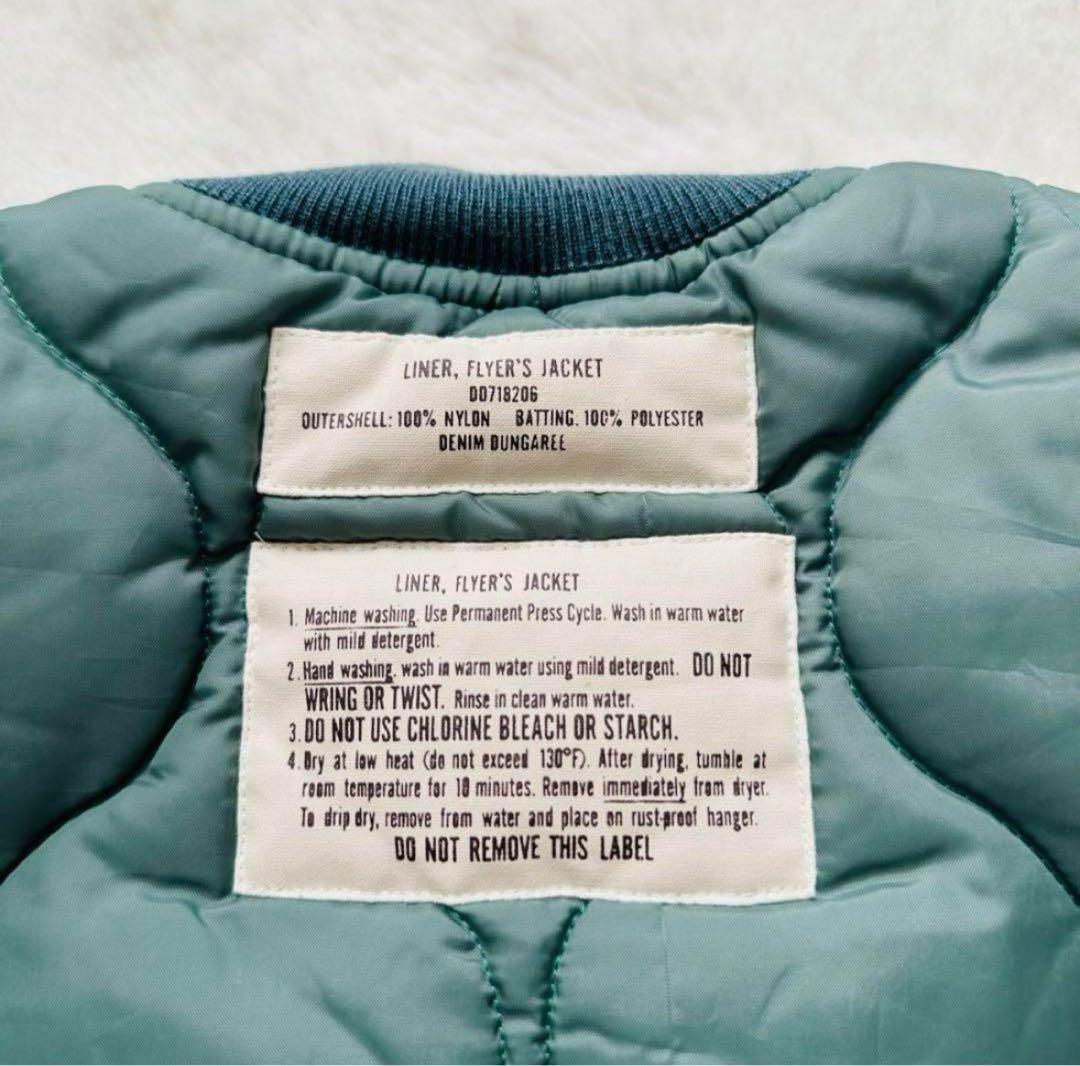 LINER, FLYER'S JACKET
DD718206
OUTERSHELL: 100% NYLON BATTING. 100% POLYESTER
DENIM DUNGAREE
LINER, FLYER'S JACKET
1. Machine washing. Use Permanent Press Cycle. Wash in warm water
with mild detergent.
2. Hand washing. wash in warm water using mild detergent. DO NOT
WRING OR TWIST. Rinse in clean warm water.
3. DO NOT USE CHLORINE BLEACH OR STARCH.
4. Dry at low heat (do not exceed 130°F). After drying, tumble at
room temperature for 10 minutes. Remove immediately from dryer.
To drip dry, remove from water and place on rust-proof hanger.
DO NOT REMOVE THIS LABEL